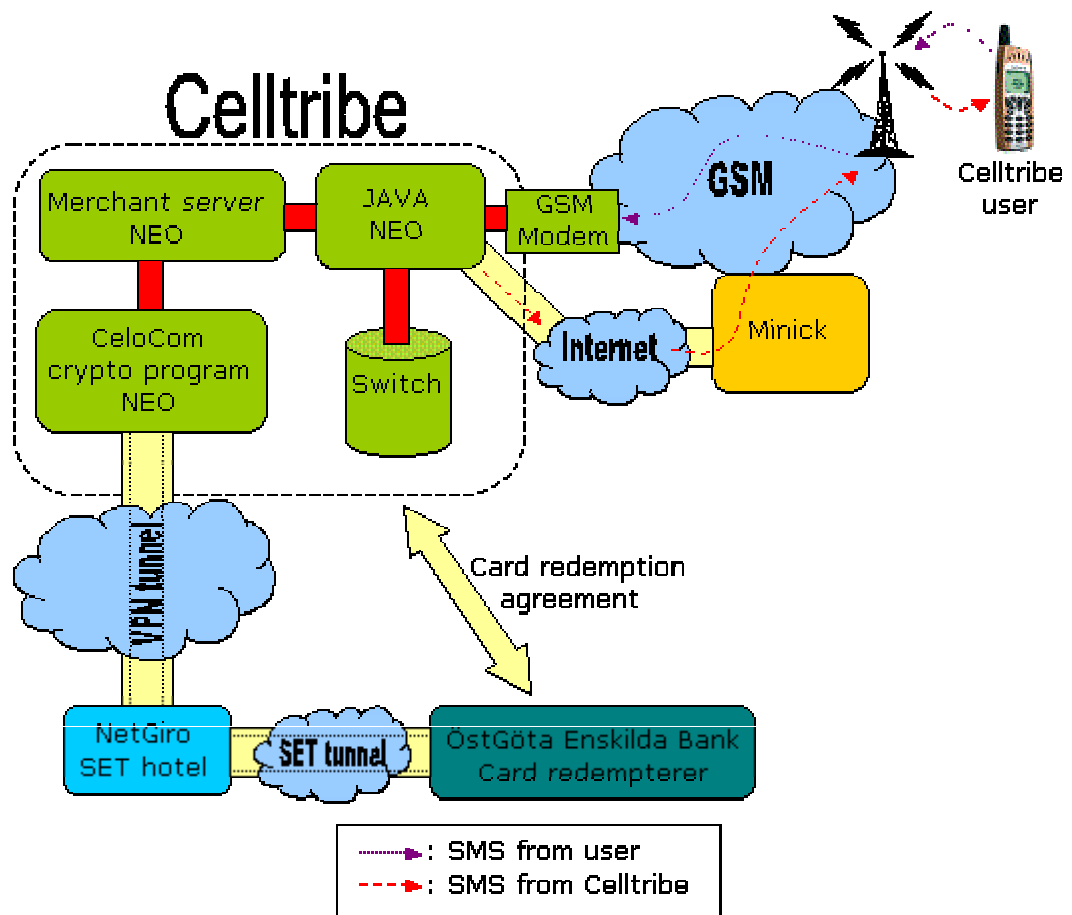 Celltribe
Merchant server
NEO
JAVA
NEO
GSM
Modem
GSM
Celltribe
user
CeloCom
crypto program
NEO
Switch
Internet
Minick
VPN tunnel
Card redemption
agreement
NetGiro
SET hotel
SET tunnel
ÖstGöta Enskilda Bank
Card redempterer
: SMS from user
: SMS from Celltribe